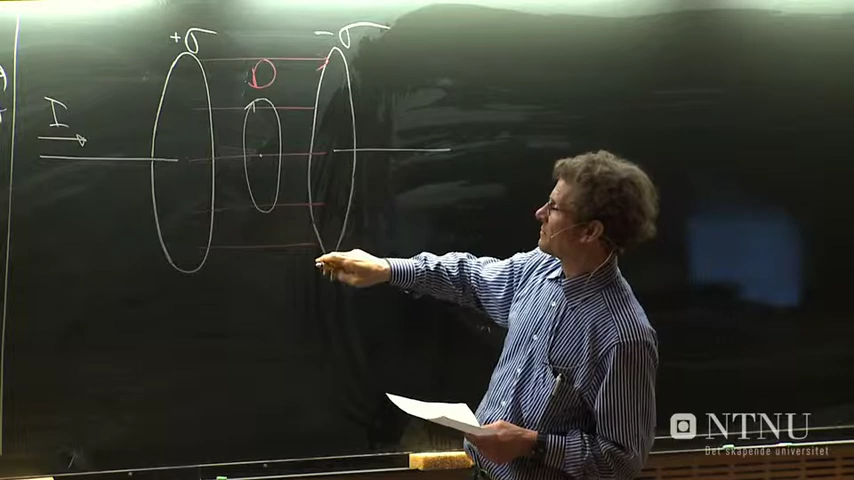 +σ
-σ
D
I
NTNU
Det skapende universitet